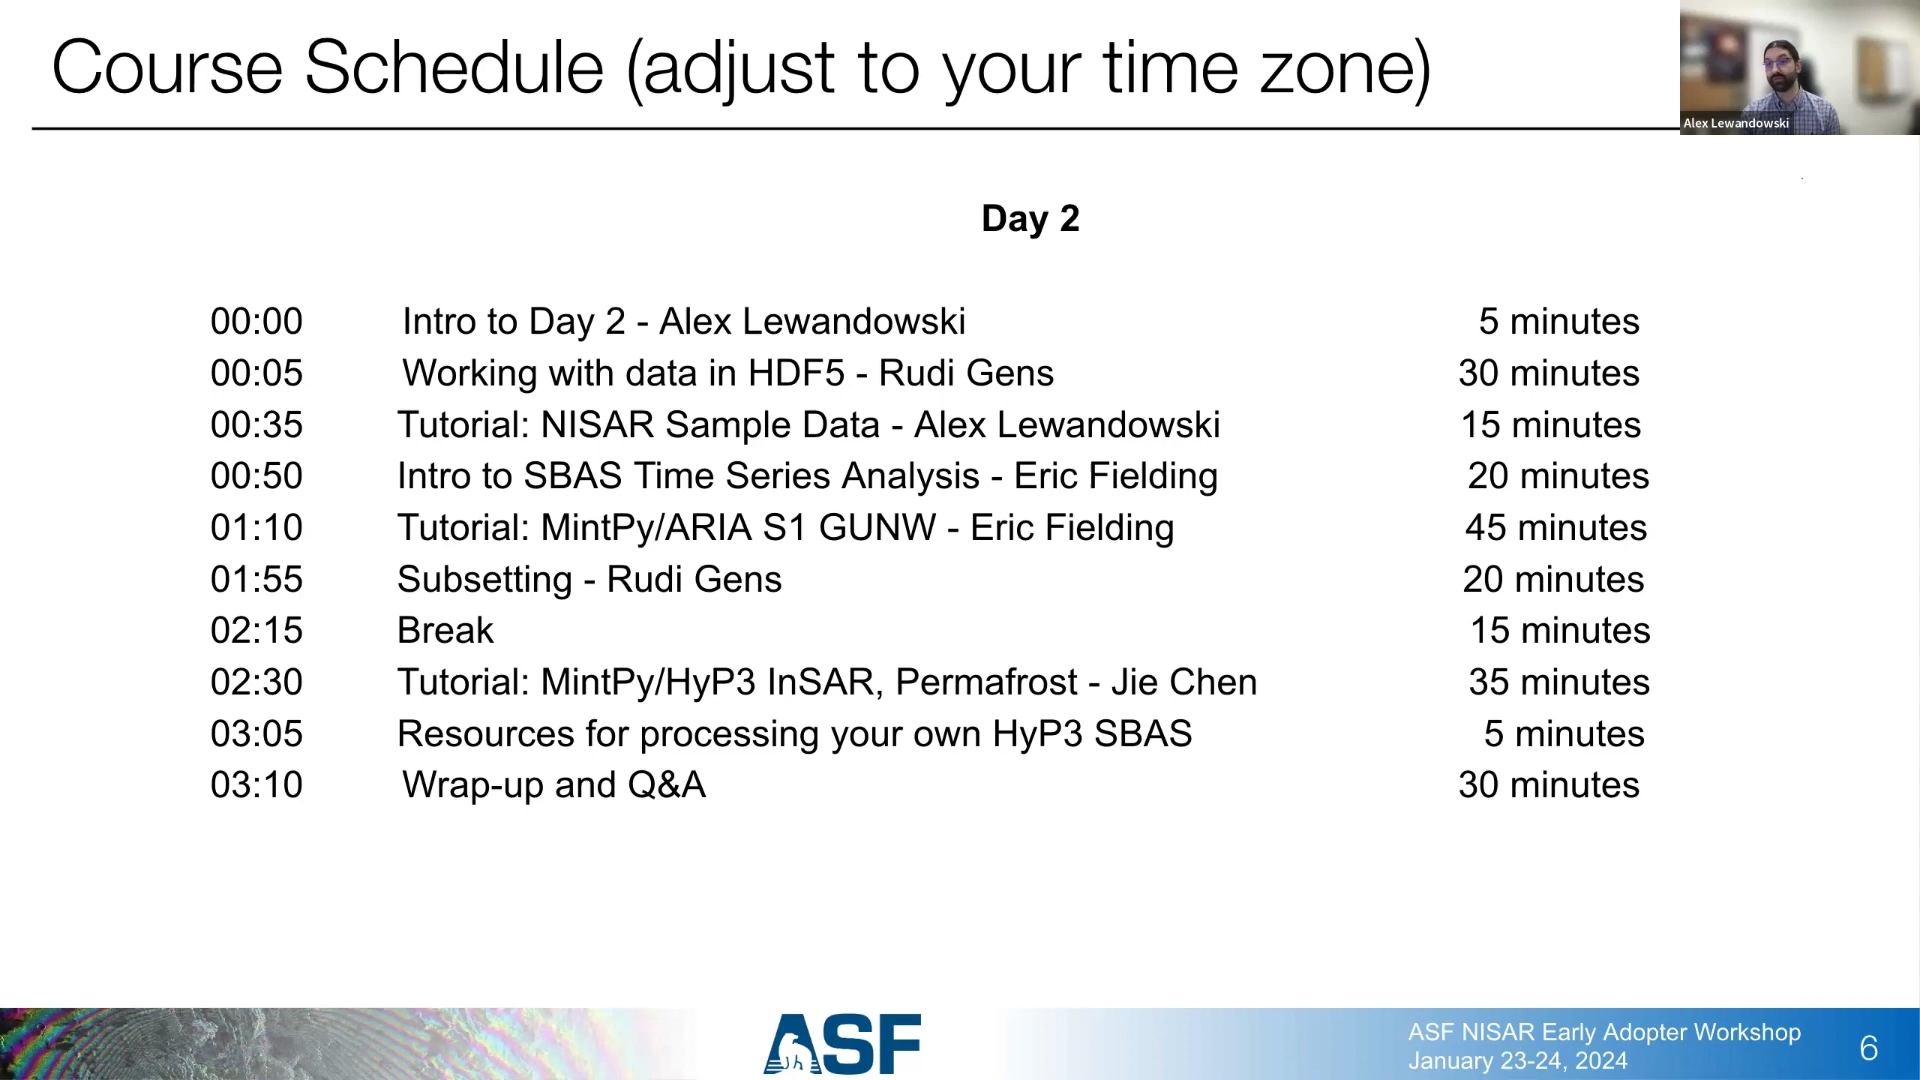 Course Schedule (adjust to your time zone)
Alex Lewandowski
Day 2
00:00 Intro to Day 2 - Alex Lewandowski 5 minutes
00:05 Working with data in HDF5 - Rudi Gens 30 minutes
00:35 Tutorial: NISAR Sample Data - Alex Lewandowski 15 minutes
00:50 Intro to SBAS Time Series Analysis - Eric Fielding 20 minutes
01:10 Tutorial: MintPy/ARIA S1 GUNW - Eric Fielding 45 minutes
01:55 Subsetting - Rudi Gens 20 minutes
02:15 Break 15 minutes
02:30 Tutorial: MintPy/HyP3 InSAR, Permafrost - Jie Chen 35 minutes
03:05 Resources for processing your own HyP3 SBAS 5 minutes
03:10 Wrap-up and Q&A 30 minutes
ASF
ASF NISAR Early Adopter Workshop
January 23-24, 2024
6